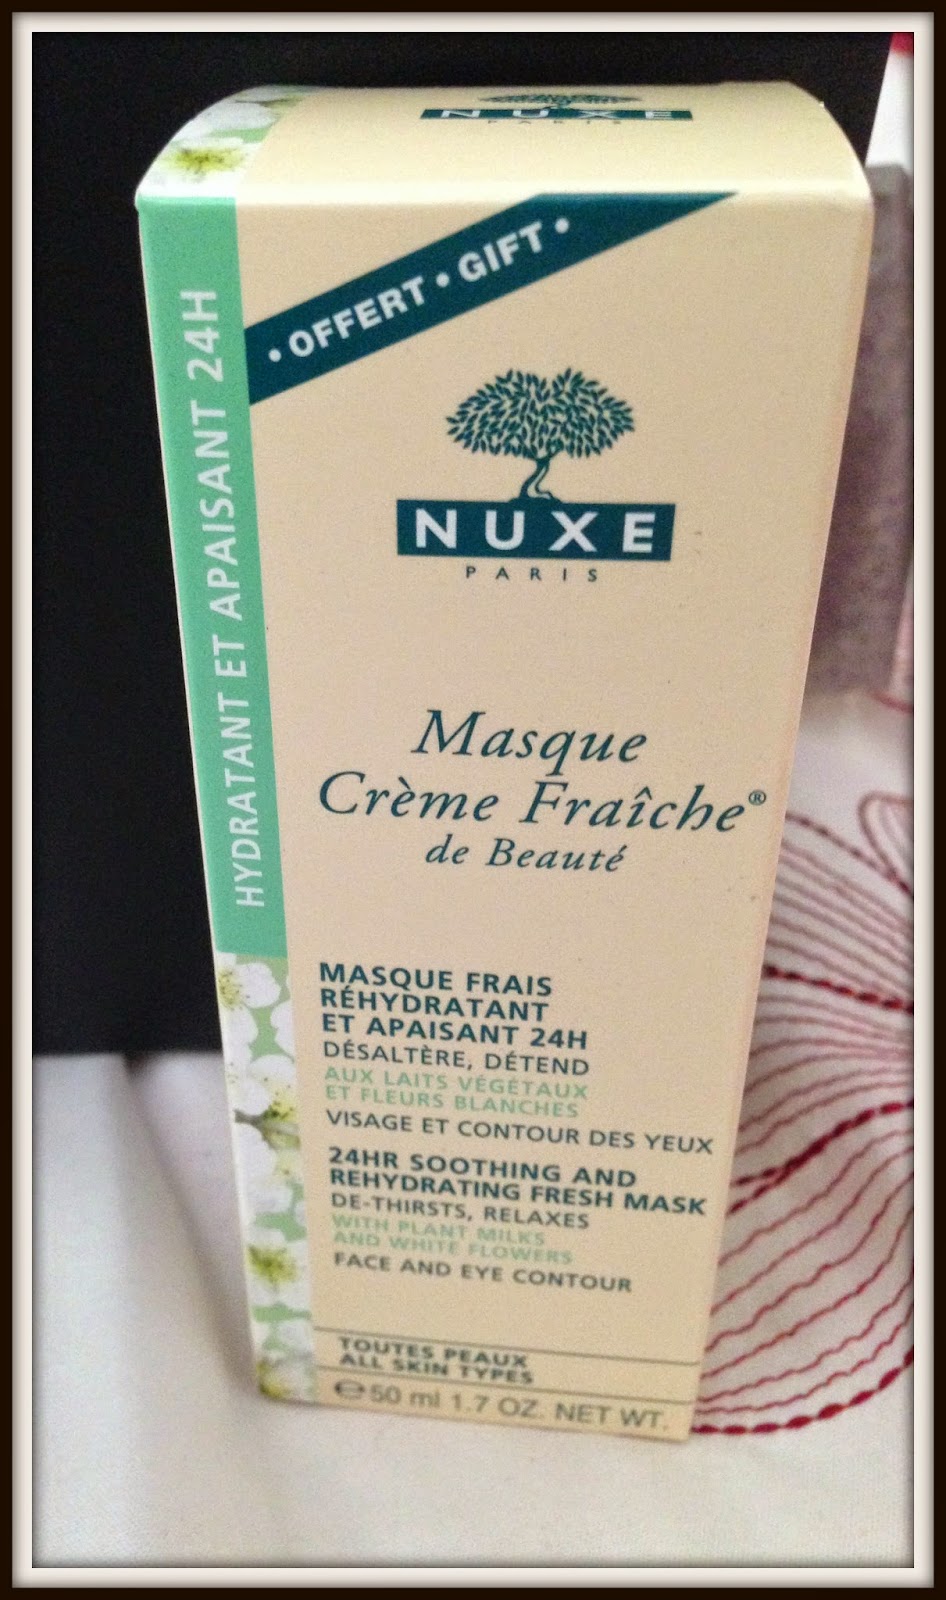 NUXE
PARIS
• OFFERT • GIFT •
HYDRATANT ET APAISANT 24H
NUXE
PARIS
Masque
Crème Fraîche®
de Beauté
MASQUE FRAIS
RÉHYDRATANT
ET APAISANT 24H
DÉSALTÈRE, DÉTEND
AUX LAITS VÉGÉTAUX
ET FLEURS BLANCHES
VISAGE ET CONTOUR DES YEUX
24HR SOOTHING AND
REHYDRATING FRESH MASK
DE-THIRSTS, RELAXES
WITH PLANT MILKS
AND WHITE FLOWERS
FACE AND EYE CONTOUR
TOUTES PEAUX
ALL SKIN TYPES
℮50 ml 1.7 OZ. NET WT.